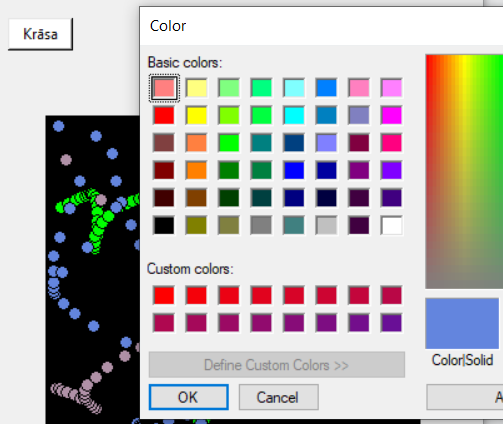 Krāsa
Color
Basic colors:
Custom colors:
Define Custom Colors >>
Color|Solid
OK
Cancel
A